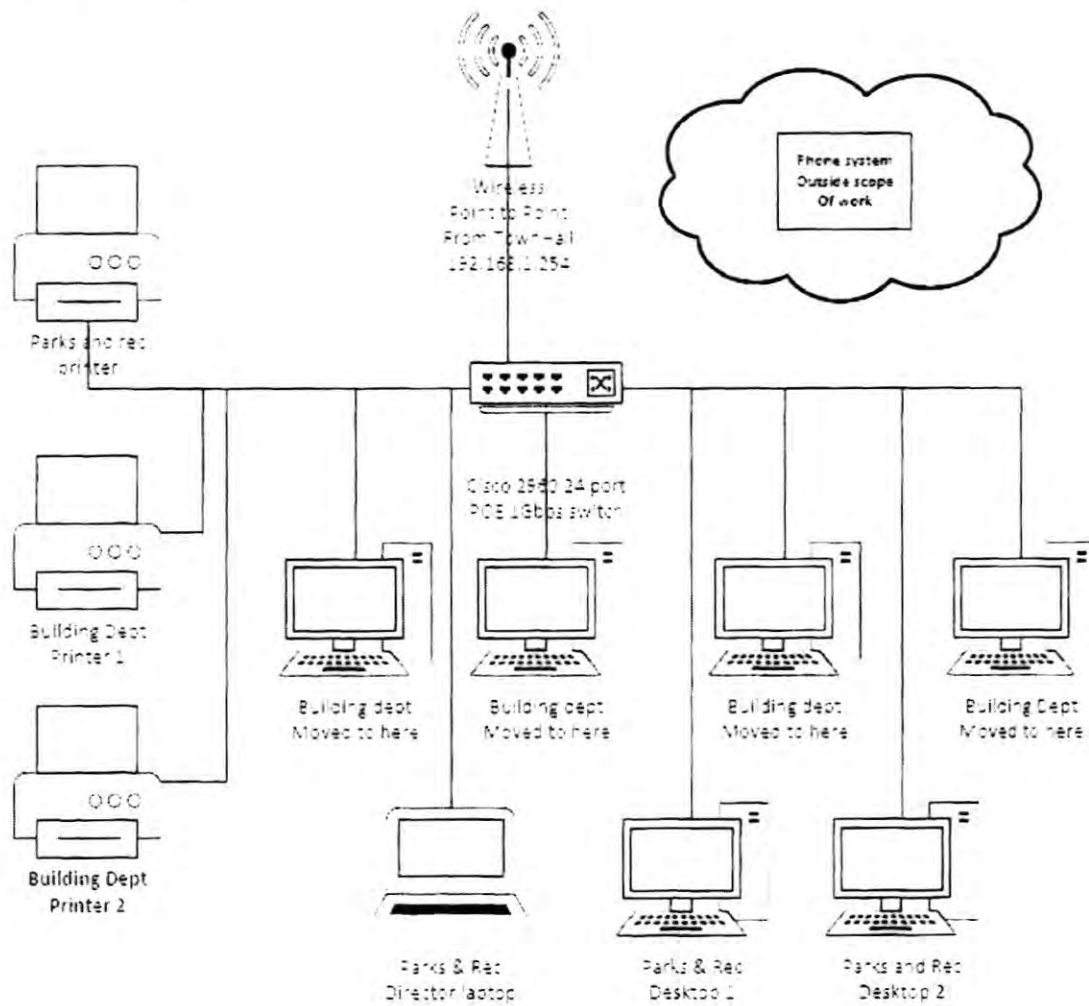 Wireless
Point to Point
From Town Hall
192.168.1.254
Phone system
Outside scope
Of work
Parks and rec
printer
Cisco 2960 24 port
POE 1Gbps switch
Building Dept
Printer 1
Building dept
Moved to here
Building dept
Moved to here
Building dept
Moved to here
Building Dept
Moved to here
Building Dept
Printer 2
Parks & Rec
Director laptop
Parks & Rec
Desktop 1
Parks and Rec
Desktop 2